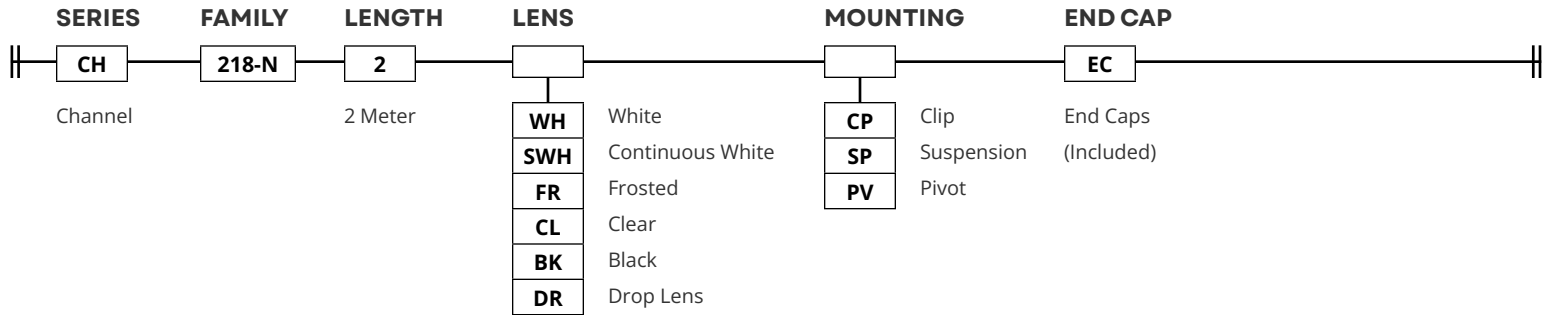 SERIES FAMILY LENGTH LENS MOUNTING END CAP
CH 218-N 2 EC
Channel 2 Meter WH White CP Clip End Caps
SWH Continuous White SP Suspension (Included)
FR Frosted PV Pivot
CL Clear
BK Black
DR Drop Lens